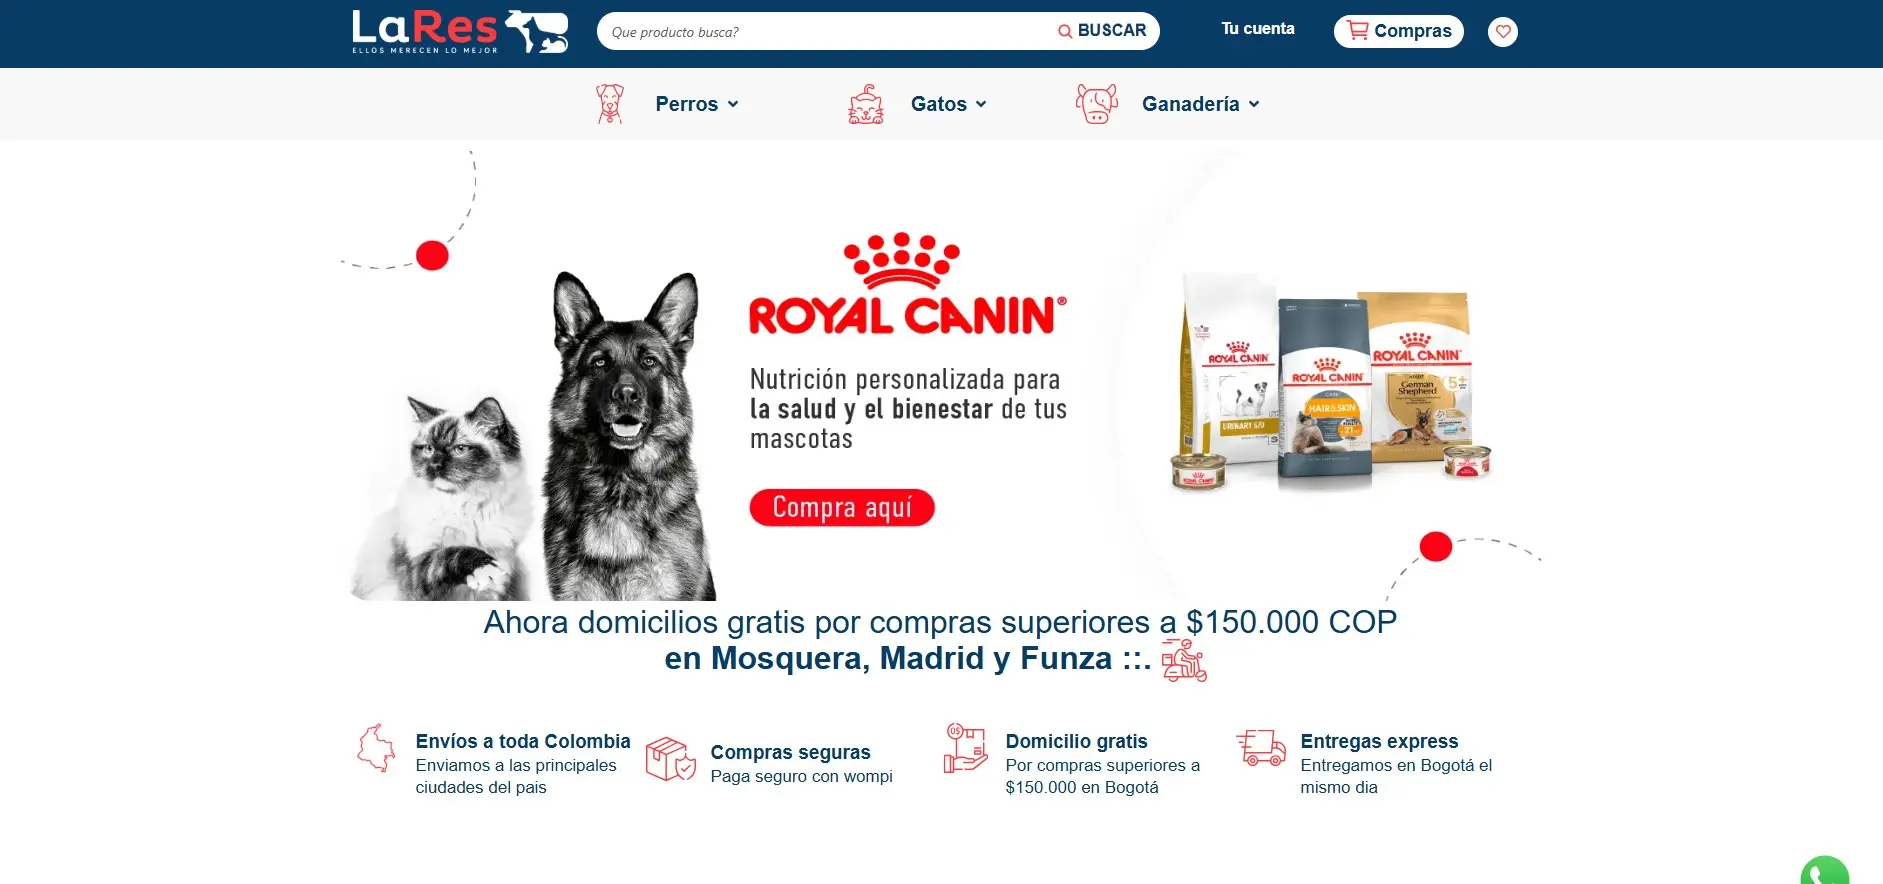 LaRes
ELLOS MERECEN LO MEJOR
Que producto busca?
BUSCAR
Tu cuenta
Compras
Perros
Gatos
Ganadería
ROYAL CANIN®
Nutrición personalizada para
la salud y el bienestar de tus
mascotas
Compra aquí
ROYAL CANIN
URINARY S/O
ROYAL CANIN
HAIR&SKIN
ROYAL CANIN
German
Shepherd
5+
ROYAL CANIN
Ahora domicilios gratis por compras superiores a $150.000 COP
en Mosquera, Madrid y Funza ::.
Envíos a toda Colombia
Enviamos a las principales
ciudades del pais
Compras seguras
Paga seguro con wompi
Domicilio gratis
Por compras superiores a
$150.000 en Bogotá
Entregas express
Entregamos en Bogotá el
mismo dia